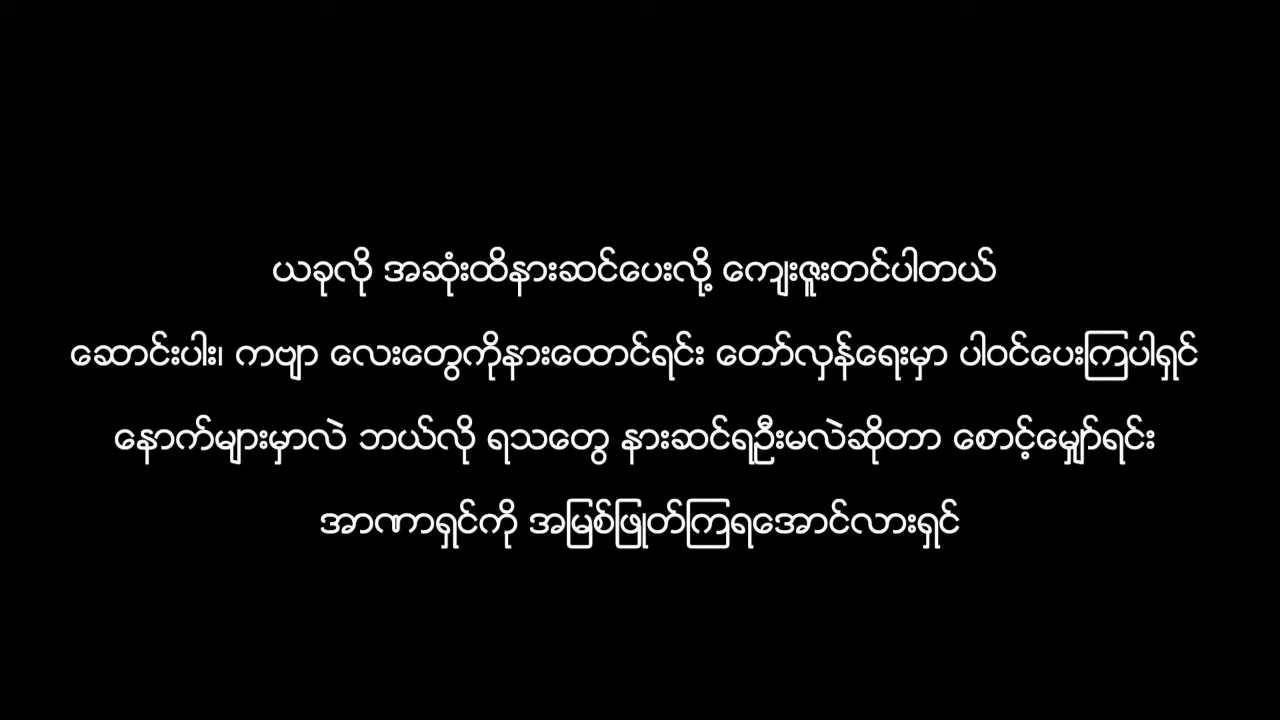 ယခုလို အဆုံးထိနားဆင်ပေးလို့ ကျေးဇူးတင်ပါတယ်
ဆောင်းပါး၊ ကဗျာ လေးတွေကိုနားထောင်ရင်း တော်လှန်ရေးမှာ ပါဝင်ပေးကြပါရှင်
နောက်များမှာလဲ ဘယ်လို ရသတွေ နားဆင်ရဦးမလဲဆိုတာ စောင့်မျှော်ရင်း
အာဏာရှင်ကို အမြစ်ဖြုတ်ကြရအောင်လားရှင်